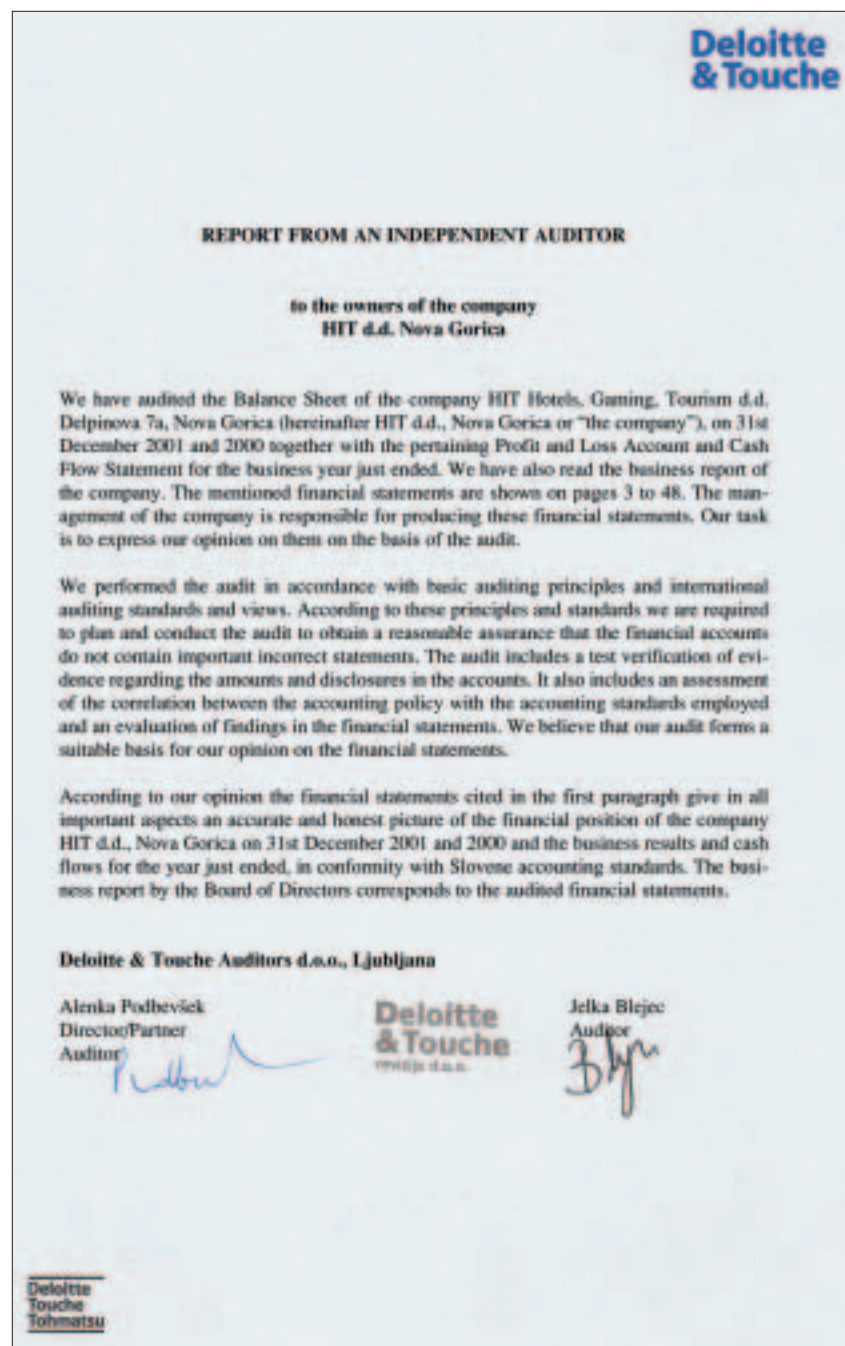 Deloitte
& Touche
REPORT FROM AN INDEPENDENT AUDITOR
to the owners of the company
HIT d.d. Nova Gorica
We have audited the Balance Sheet of the company HIT Hotels, Gaming, Tourism d.d.
Delpinova 7a, Nova Gorica (hereinafter HIT d.d., Nova Gorica or "the company"), on 31st
December 2001 and 2000 together with the pertaining Profit and Loss Account and Cash
Flow Statement for the business year just ended. We have also read the business report of
the company. The mentioned financial statements are shown on pages 3 to 48. The man-
agement of the company is responsible for producing these financial statements. Our task
is to express our opinion on them on the basis of the audit.
We performed the audit in accordance with basic auditing principles and international
auditing standards and views. According to these principles and standards we are required
to plan and conduct the audit to obtain a reasonable assurance that the financial accounts
do not contain important incorrect statements. The audit includes a test verification of evi-
dence regarding the amounts and disclosures in the accounts. It also includes an assessment
of the correlation between the accounting policy with the accounting standards employed
and an evaluation of findings in the financial statements. We believe that our audit forms a
suitable basis for our opinion on the financial statements.
According to our opinion the financial statements cited in the first paragraph give in all
important aspects an accurate and honest picture of the financial position of the company
HIT d.d., Nova Gorica on 31st December 2001 and 2000 and the business results and cash
flows for the year just ended, in conformity with Slovene accounting standards. The busi-
ness report by the Board of Directors corresponds to the audited financial statements.
Deloitte & Touche Auditors d.o.o., Ljubljana
Alenka Podbevšek
Director/Partner
Auditor
Deloitte
& Touche
revizija d.o.o.
Jelka Blejec
Auditor
Deloitte
Touche
Tohmatsu